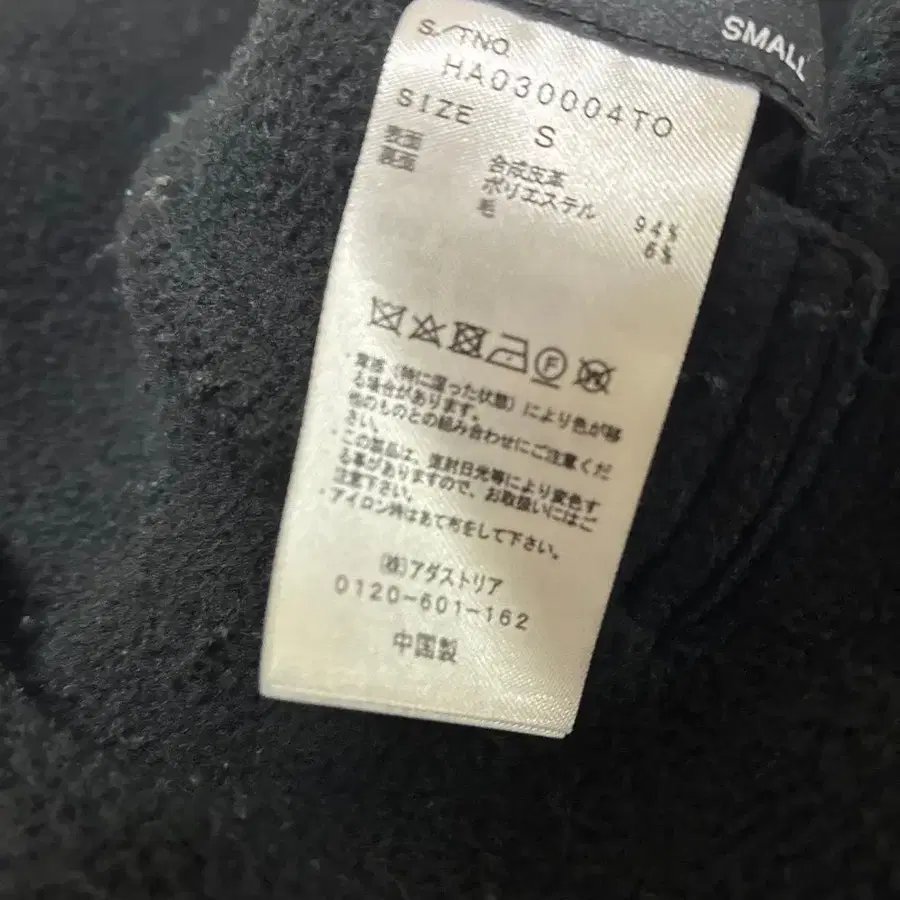 SMALL
S/TNO
HA030004TO
SIZE S
表面 合成皮革
裏面 ポリエステル 94%
毛 6%
F
・摩擦(特に湿った状態)により色が移
る場合があります。
他のものとの組み合わせにご注意くだ
さい。
・この製品は、直射日光等により変色す
る事がありますので、お取扱いにはご
注意下さい。
・アイロン時はあて布をして下さい。
(株)アダストリア
0120-601-162
中国製